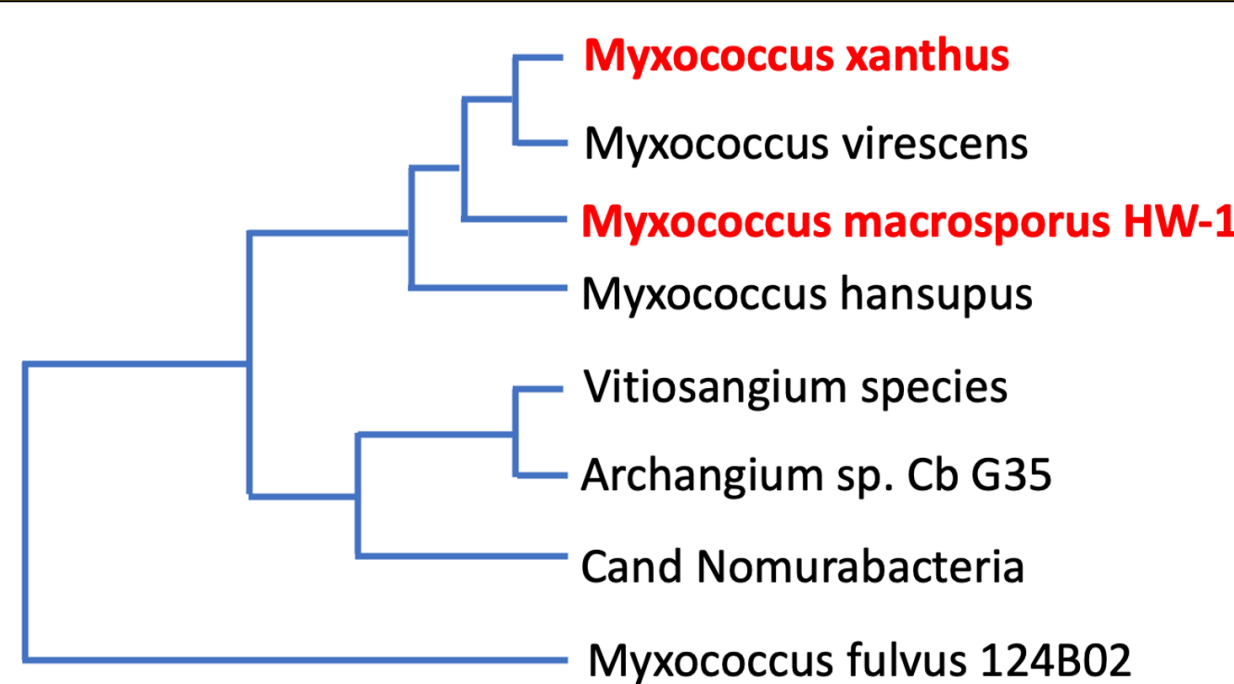 Myxococcus xanthus
Myxococcus virescens
Myxococcus macrosporus HW-1
Myxococcus hansupus
Vitiosangium species
Archangium sp. Cb G35
Cand Nomurabacteria
Myxococcus fulvus 124B02